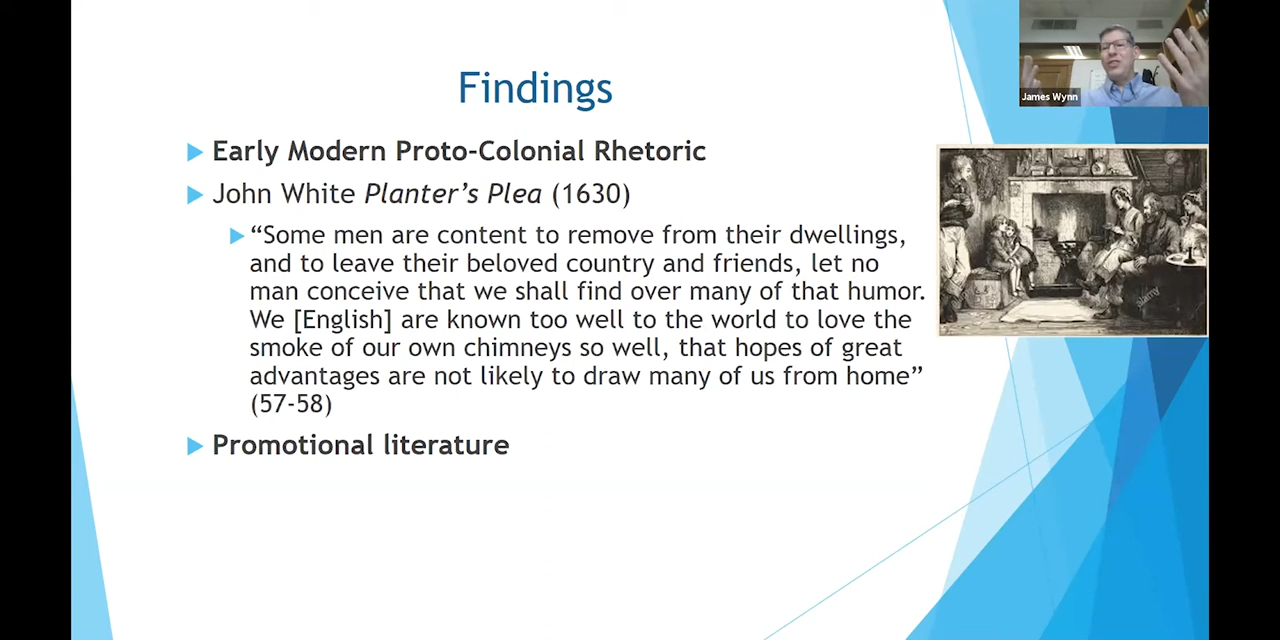 Findings
James Wynn
Early Modern Proto-Colonial Rhetoric
John White Planter's Plea (1630)
“Some men are content to remove from their dwellings,
and to leave their beloved country and friends, let no
man conceive that we shall find over many of that humor.
We [English] are known too well to the world to love the
smoke of our own chimneys so well, that hopes of great
advantages are not likely to draw many of us from home”
(57-58)
Promotional literature
alamy